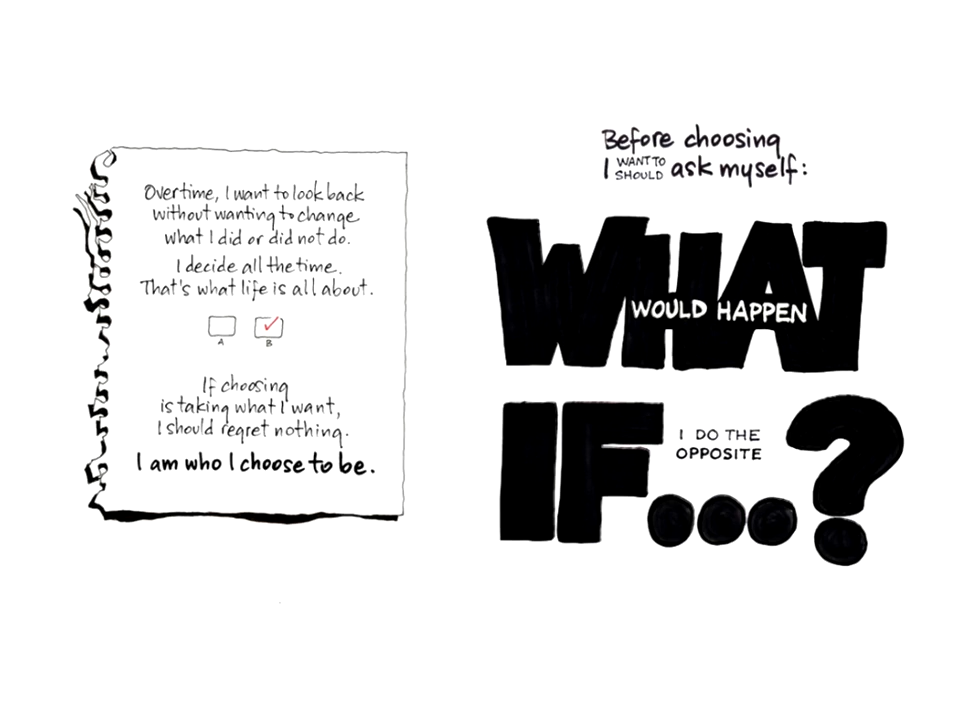 Overtime, I want to look back
without wanting to change
what I did or did not do.
I decide all the time.
That's what life is all about.
A B
If choosing
is taking what I want,
I should regret nothing.
I am who I choose to be.
Before choosing
I WANT TO SHOULD ask myself:
WHAT
WOULD HAPPEN
IF...?
I DO THE
OPPOSITE